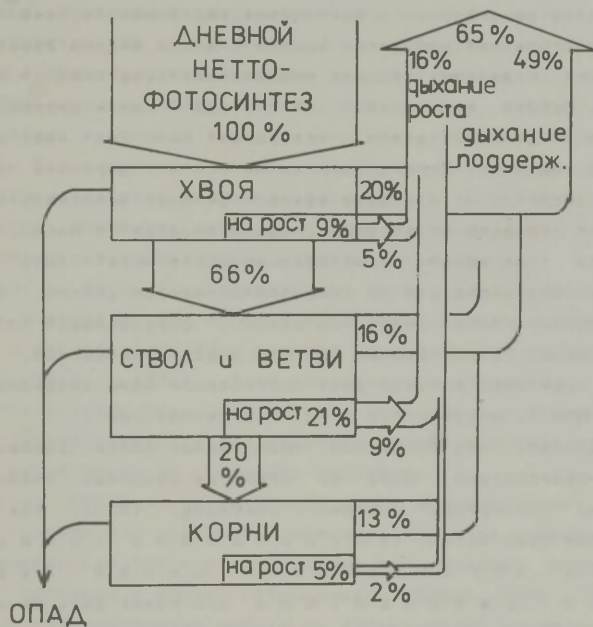 ДНЕВНОЙ
НЕТТО-
ФОТОСИНТЕЗ
100 %
65 %
16% 49%
дыхание
роста
дыхание
поддерж.
ХВОЯ 20%
на рост 9%
5%
66 %
СТВОЛ и ВЕТВИ 16 %
на рост 21%
9%
20
%
КОРНИ 13 %
на рост 5%
2%
ОПАД